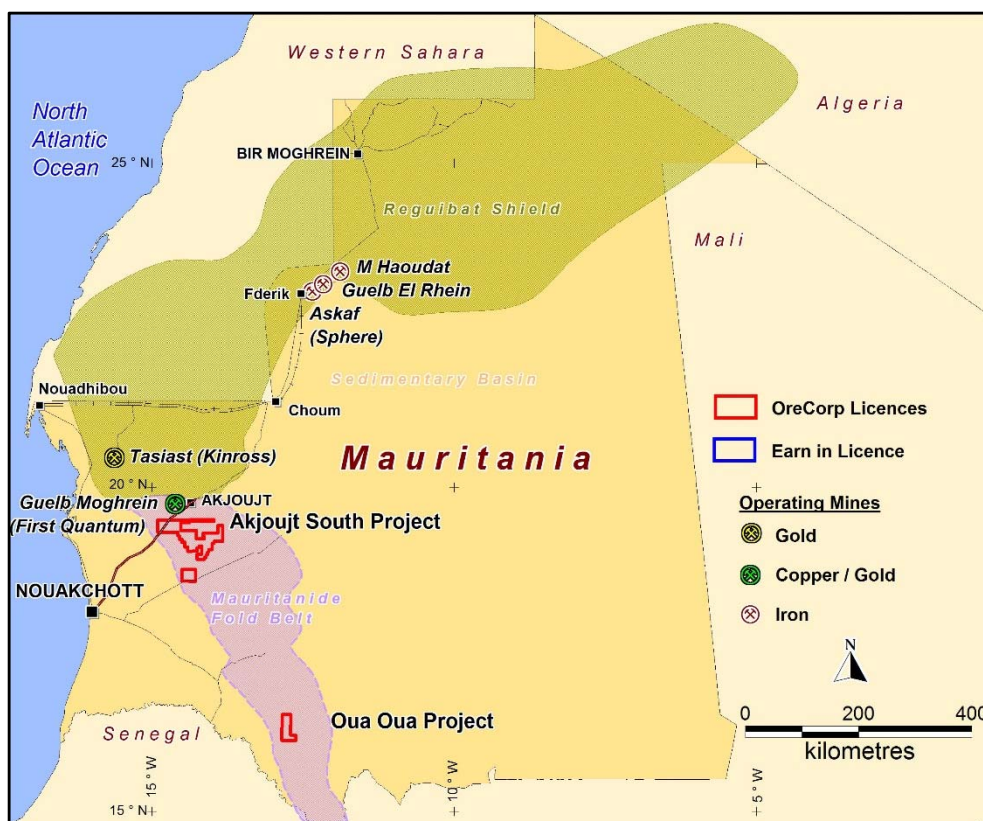 Western Sahara
North
Atlantic
Ocean
Algeria
BIR MOGHREIN
25 ° N
Reguibat Shield
Mali
M Haoudat
Guelb El Rhein
Fderik
Askaf
(Sphere)
Sedimentary Basin
Nouadhibou
Choum
OreCorp Licences
Earn in Licence
Tasiast (Kinross)
Mauritania
20 ° N
Operating Mines
Guelb Moghrein
(First Quantum)
AKJOUJT
Akjoujt South Project
Gold
Copper / Gold
Iron
NOUAKCHOTT
Mauritanide
Fold Belt
N
0 200 400
kilometres
Oua Oua Project
Senegal
15 ° W
10 ° W
5 ° W
15 ° N